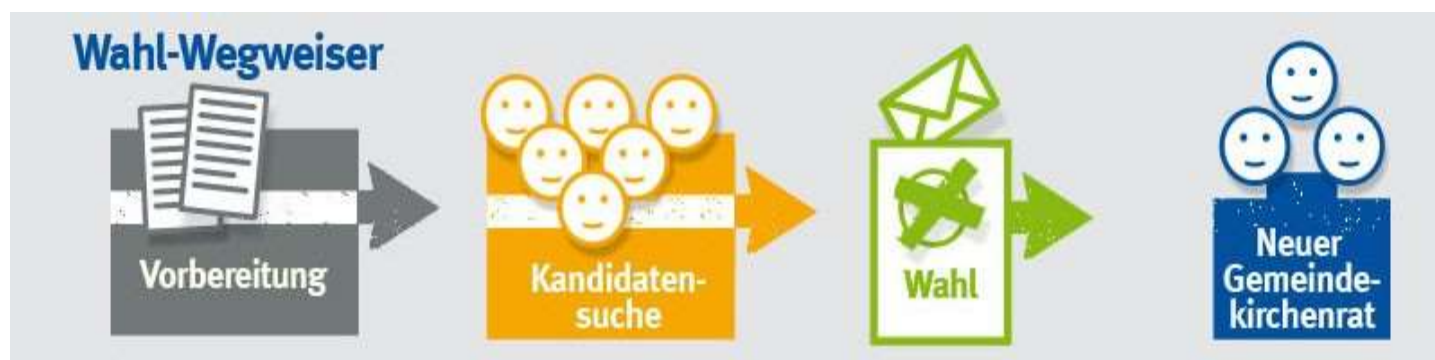 Wahl-Wegweiser
Vorbereitung
Kandidaten-
suche
Wahl
Neuer
Gemeinde-
kirchenrat